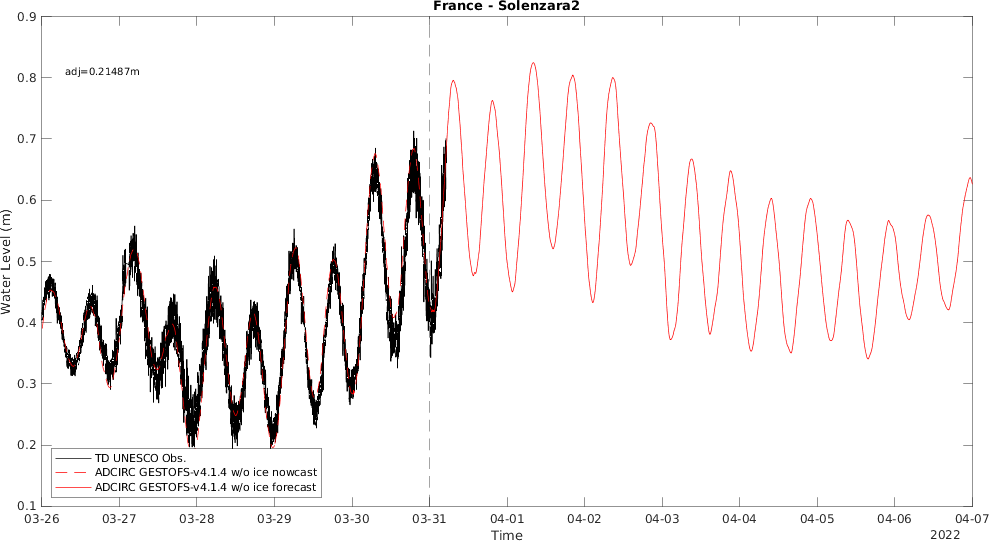 France - Solenzara2
adj=0.21487m
0.9
0.8
0.7
0.6
0.5
0.4
0.3
0.2
0.1
Water Level (m)
TD UNESCO Obs.
ADCIRC GESTOFS-v4.1.4 w/o ice nowcast
ADCIRC GESTOFS-v4.1.4 w/o ice forecast
03-26 03-27 03-28 03-29 03-30 03-31 04-01 04-02 04-03 04-04 04-05 04-06 04-07
Time
2022